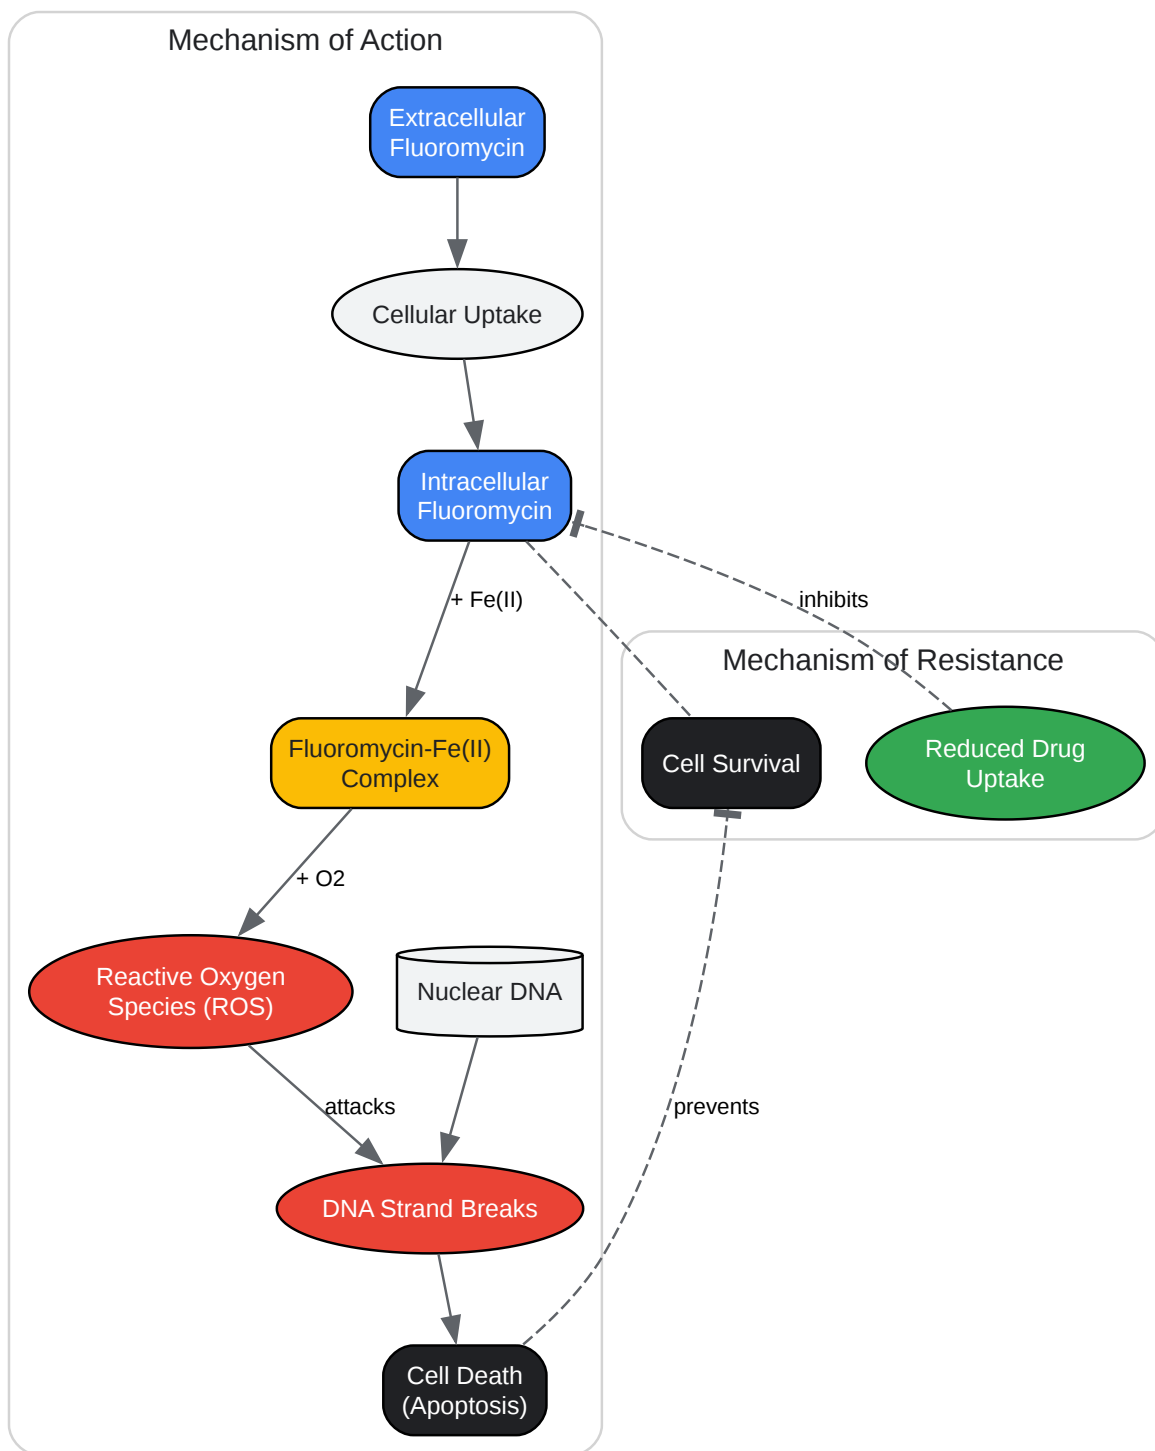 Mechanism of Action
Extracellular
Fluoromycin
Cellular Uptake
Intracellular
Fluoromycin
+ Fe(II)
inhibits
Mechanism of Resistance
Fluoromycin-Fe(II)
Complex
Cell Survival
Reduced Drug
Uptake
+ O2
Reactive Oxygen
Species (ROS)
Nuclear DNA
attacks
prevents
DNA Strand Breaks
Cell Death
(Apoptosis)